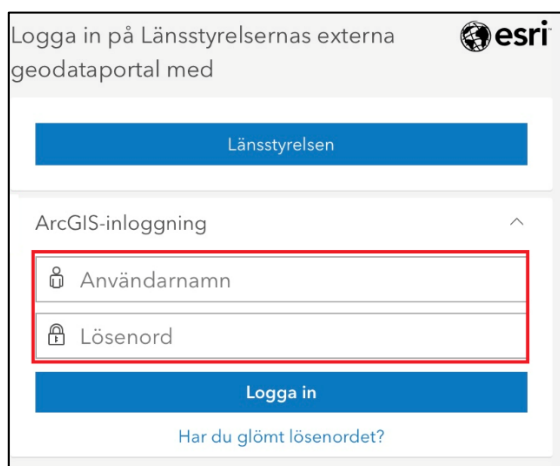 Logga in på Länsstyrelsernas externa
geodataportal med
esri
Länsstyrelsen
ArcGIS-inloggning
Användarnamn
Lösenord
Logga in
Har du glömt lösenordet?